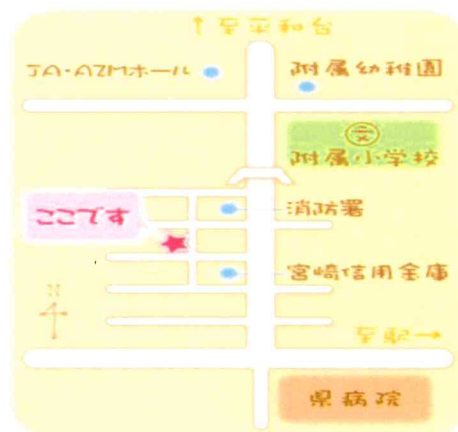 ↑至平和台
JA・AZMホール
附属幼稚園
文
附属小学校
ここです
消防署
宮崎信用金庫
N
至駅→
県病院